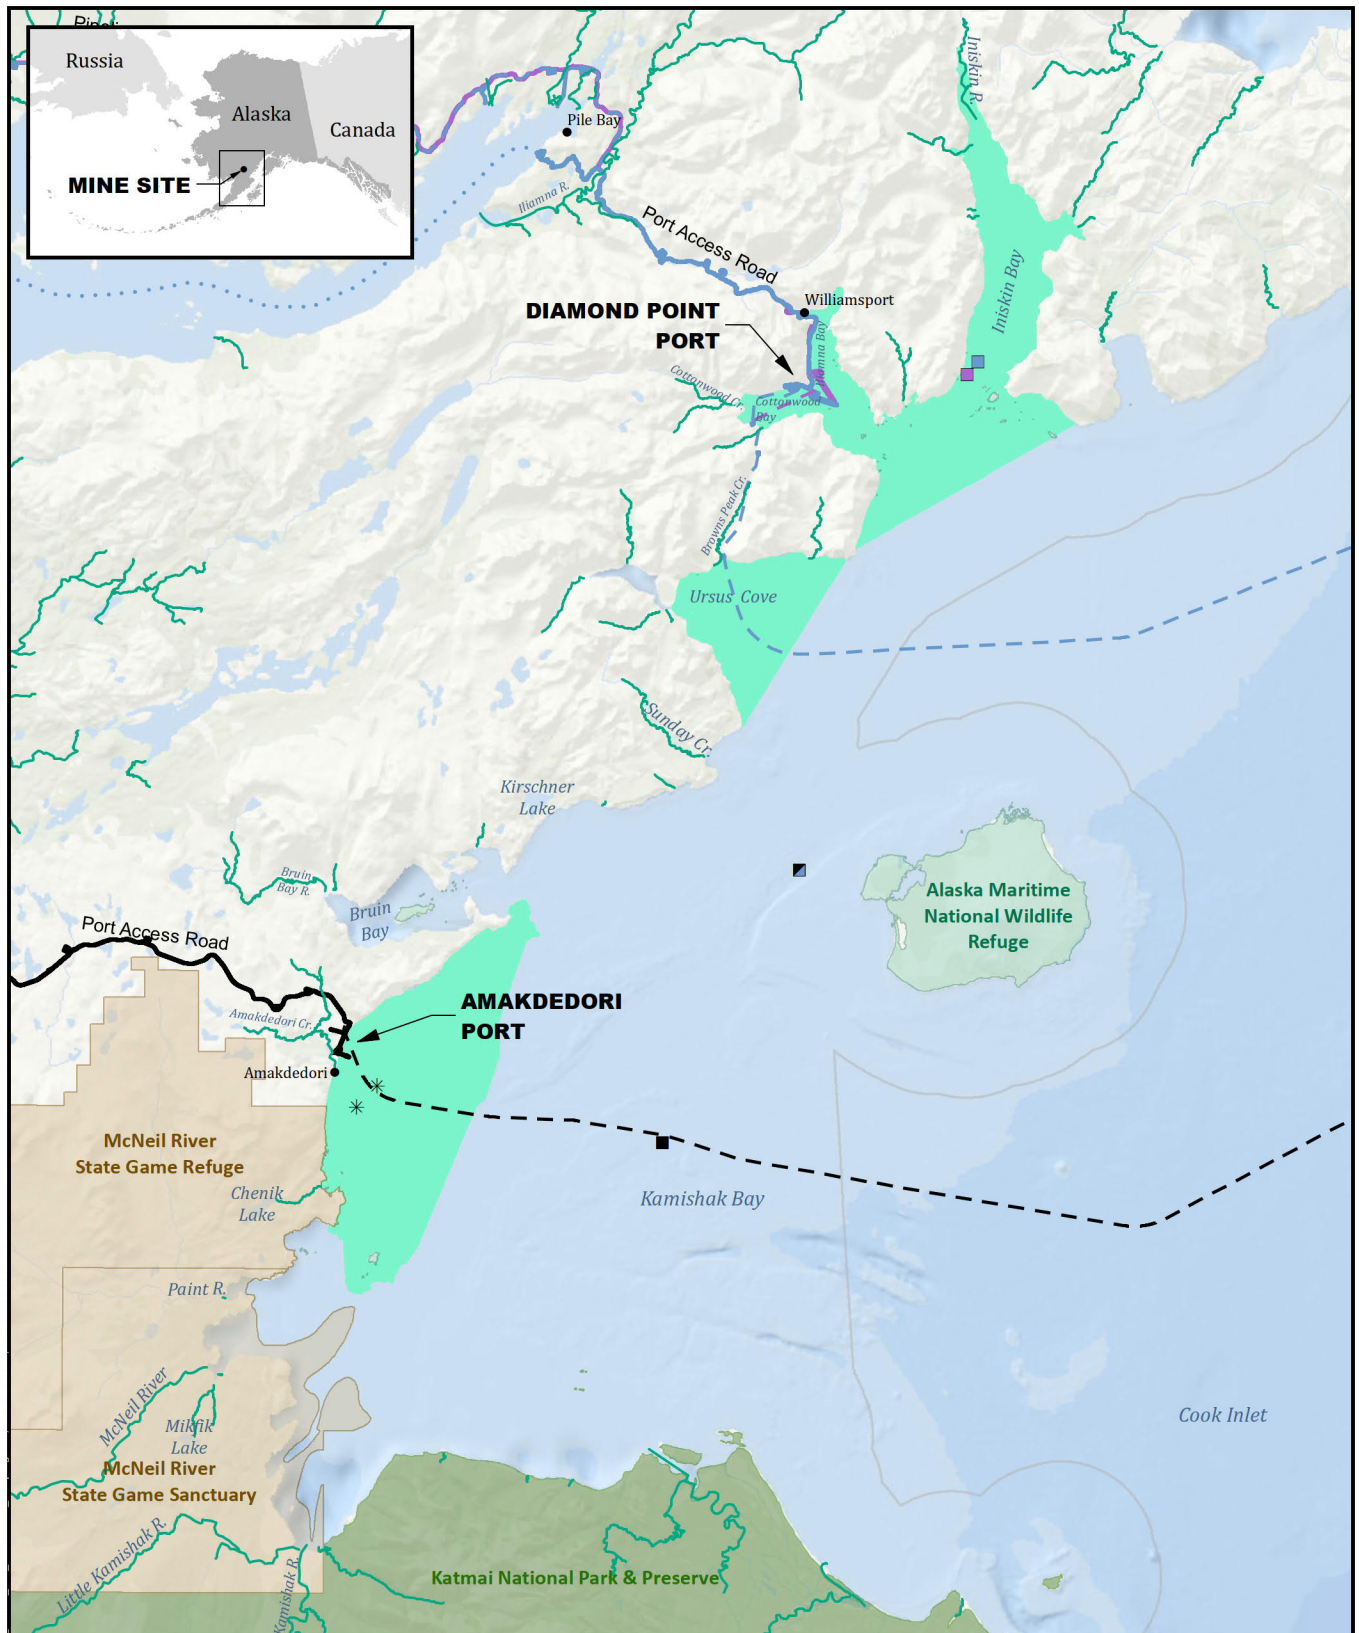 Russia
Alaska
Canada
MINE SITE
Pile Bay
Iliamna R.
Port Access Road
Iniskin R.
Iniskin Bay
Williamsport
DIAMOND POINT
PORT
Iliamna Bay
Cottonwood Cr.
Cottonwood
Bay
Browns Peak Cr.
Ursus Cove
Sunday Cr.
Kirschner
Lake
Bruin
Bay R.
Bruin
Bay
Alaska Maritime
National Wildlife
Refuge
Port Access Road
AMAKDEDORI
PORT
Amakdedori Cr.
Amakdedori
McNeil River
State Game Refuge
Chenik
Lake
Kamishak Bay
Paint R.
McNeil River
Mikfik
Lake
Cook Inlet
McNeil River
State Game Sanctuary
Little Kamishak R.
Kamishak R.
Katmai National Park & Preserve